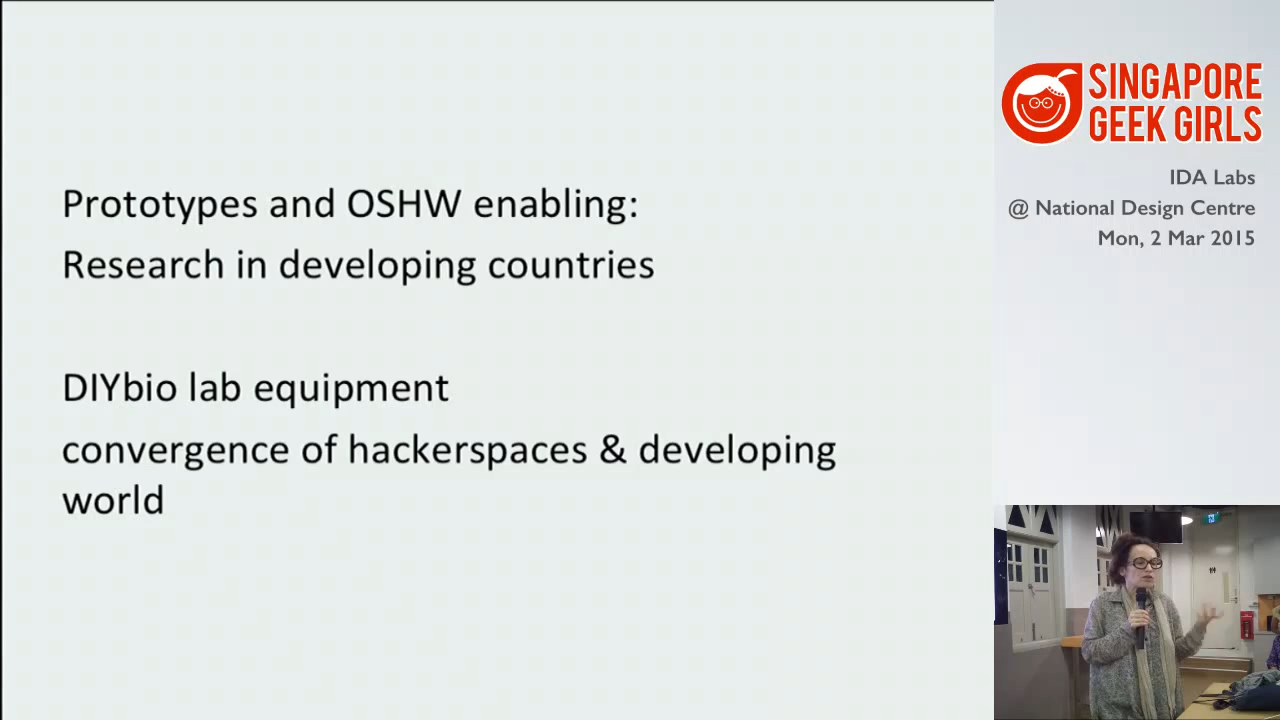 Prototypes and OSHW enabling:
Research in developing countries
DIYbio lab equipment
convergence of hackerspaces & developing
world
SINGAPORE
GEEK GIRLS
IDA Labs
@ National Design Centre
Mon, 2 Mar 2015